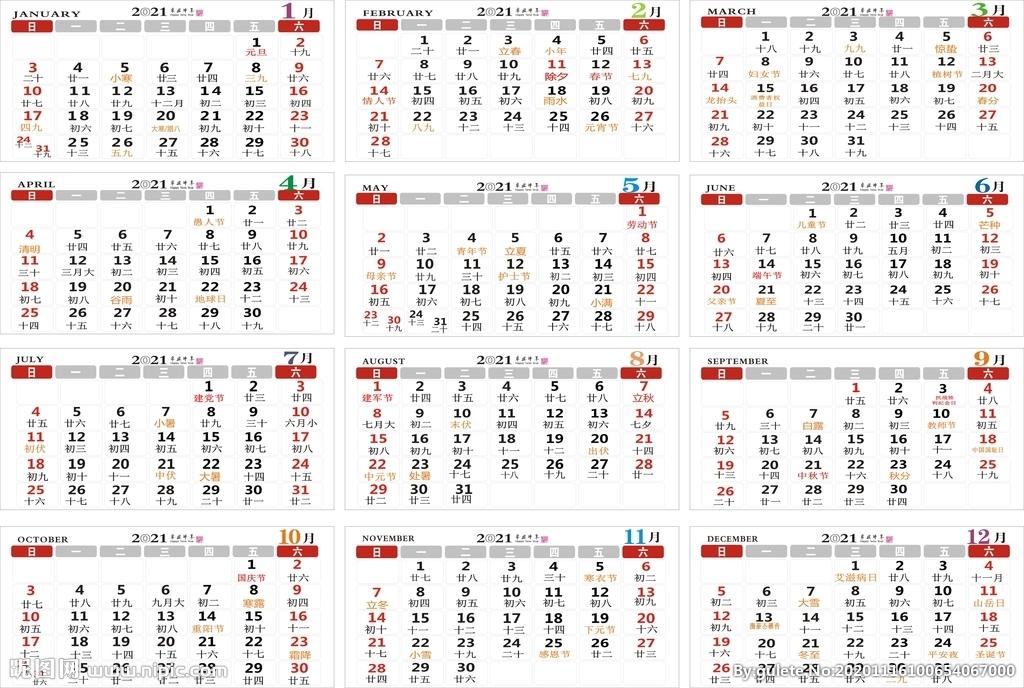 JANUARY 2021 1月
日 一 二 三 四 五 六
1 2
元旦 十九
3 4 5 6 7 8 9
二十 廿一 小寒 廿三 廿四 三九 廿六
10 11 12 13 14 15 16
廿七 廿八 廿九 十二月 初二 初三 初四
17 18 19 20 21 22 23
四九 初六 初七 大寒/腊八 初九 初十 十一
24 31 25 26 27 28 29 30
十二 十九 十三 五九 十五 十六 十七 十八
FEBRUARY 2021 2月
日 一 二 三 四 五 六
1 2 3 4 5 6
二十 廿一 立春 小年 廿四 廿五
7 8 9 10 11 12 13
廿六 廿七 廿八 廿九 除夕 春节 七九
14 15 16 17 18 19 20
情人节 初四 初五 初六 雨水 初八 初九
21 22 23 24 25 26 27
初十 八九 十二 十三 十四 元宵节 十六
28
十七
MARCH 2021 3月
日 一 二 三 四 五 六
1 2 3 4 5 6
十八 十九 九九 廿一 惊蛰 廿三
7 8 9 10 11 12 13
廿四 妇女节 廿六 廿七 廿八 植树节 二月大
14 15 16 17 18 19 20
龙抬头 消费者权益日 初四 初五 初六 初七 春分
21 22 23 24 25 26 27
初九 初十 十一 十二 十三 十四 十五
28 29 30 31
十六 十七 十八 十九
APRIL 2021 4月
日 一 二 三 四 五 六
1 2 3
愚人节 廿一 廿二
4 5 6 7 8 9 10
清明 廿四 廿五 廿六 廿七 廿八 廿九
11 12 13 14 15 16 17
三十 三月大 初二 初三 初四 初五 初六
18 19 20 21 22 23 24
初七 初八 谷雨 初十 地球日 十二 十三
25 26 27 28 29 30
十四 十五 十六 十七 十八 十九
MAY 2021 5月
日 一 二 三 四 五 六
1
劳动节
2 3 4 5 6 7 8
廿一 廿二 青年节 立夏 廿五 廿六 廿七
9 10 11 12 13 14 15
母亲节 廿九 三十 护士节 初二 初三 初四
16 17 18 19 20 21 22
初五 初六 初七 初八 初九 小满 十一
23 30 24 31 25 26 27 28 29
十二 十九 十三 二十 十四 十五 十六 十七 十八
JUNE 2021 6月
日 一 二 三 四 五 六
1 2 3 4 5
儿童节 廿二 廿三 廿四 芒种
6 7 8 9 10 11 12
廿六 廿七 廿八 廿九 五月 初二 初三
13 14 15 16 17 18 19
初四 端午节 初六 初七 初八 初九 初十
20 21 22 23 24 25 26
父亲节 夏至 十三 十四 十五 十六 十七
27 28 29 30
十八 十九 二十 廿一
JULY 2021 7月
日 一 二 三 四 五 六
1 2 3
建党节 廿三 廿四
4 5 6 7 8 9 10
廿五 廿六 廿七 小暑 廿九 三十 六月小
11 12 13 14 15 16 17
初伏 初三 初四 初五 初六 初七 初八
18 19 20 21 22 23 24
初九 初十 十一 中伏 大暑 十四 十五
25 26 27 28 29 30 31
十六 十七 十八 十九 二十 廿一 廿二
AUGUST 2021 8月
日 一 二 三 四 五 六
1 2 3 4 5 6 7
建军节 廿四 廿五 廿六 廿七 廿八 立秋
8 9 10 11 12 13 14
七月大 初二 末伏 初四 初五 初六 七夕
15 16 17 18 19 20 21
初八 初九 初十 十一 十二 出伏 十四
22 23 24 25 26 27 28
中元节 处暑 十七 十八 十九 二十 廿一
29 30 31
廿二 廿三 廿四
SEPTEMBER 2021 9月
日 一 二 三 四 五 六
1 2 3 4
廿五 廿六 廿八
5 6 7 8 9 10 11
廿九 三十 白露 初二 初三 教师节 初五
12 13 14 15 16 17 18
初六 初七 初八 初九 初十 十一
19 20 21 22 23 24 25
十三 十四 中秋节 十六 秋分 十八 十九
26 27 28 29 30
二十 廿一 廿二 廿三 廿四
OCTOBER 2021 10月
日 一 二 三 四 五 六
1 2
国庆节 廿六
3 4 5 6 7 8 9
廿七 廿八 廿九 九月大 初二 寒露 初四
10 11 12 13 14 15 16
初五 初六 初七 初八 重阳节 初十 十一
17 18 19 20 21 22 23
十二 十三 十四 十五 十六 十七 霜降
29 30
廿四 廿五
NOVEMBER 2021 11月
日 一 二 三 四 五 六
1 2 3 4 5 6
廿七 廿八 廿九 三十 寒衣节 初二
7 8 9 10 11 12 13
立冬 初四 初五 初六 初七 初八 初九
14 15 16 17 18 19 20
初十 十一 十二 十三 十四 下元节 十六
21 22 23 24 25 26 27
十七 小雪 十九 二十 感恩节 廿二 廿三
28 29 30
廿四 廿五 廿六
DECEMBER 2021 12月
日 一 二 三 四 五 六
1 2 3 4
艾滋病日 廿八 廿九 十一月
5 6 7 8 9 10 11
初二 初三 大雪 初五 初六 初七 山岳日
12 13 14 15 16 17 18
初九 十一 十二 十三 十四 十五
19 20 21 22 23 24 25
十六 十七 冬至 十九 二十 平安夜 圣诞节
昵图网 www.nipic.com
By:gulete No:20201156100654067000